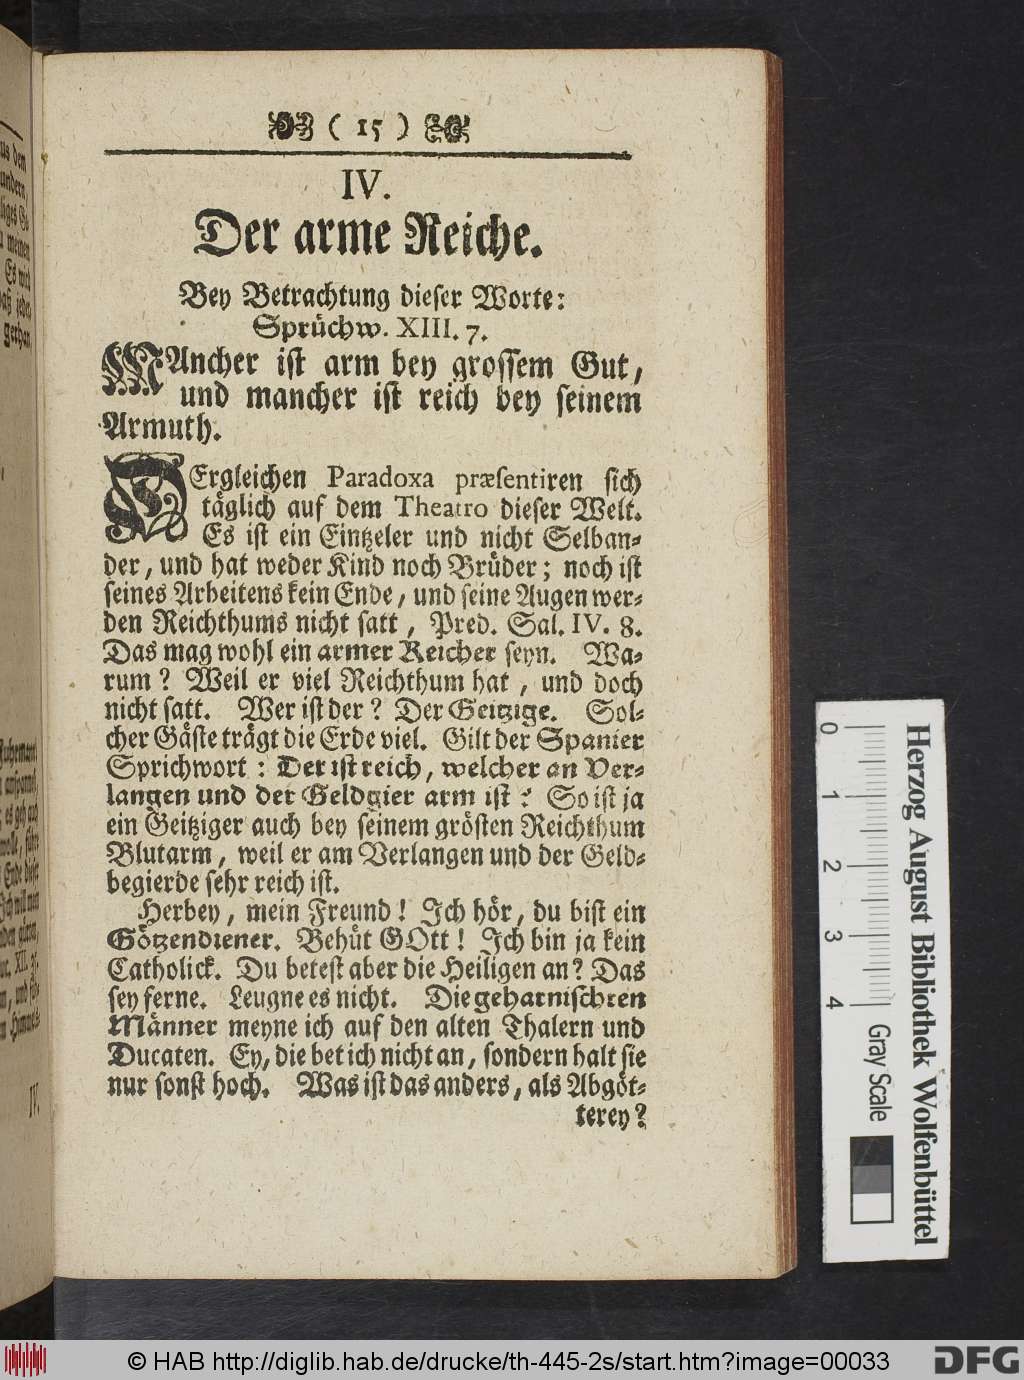 ( 15 )
IV.
Der arme Reiche.
Bey Betrachtung dieser Worte:
Sprüchw. XIII. 7.
MAncher ist arm bey grossem Gut,
und mancher ist reich bey seinem
Armuth.
DErgleichen Paradoxa præsentiren sich
täglich auf dem Theatro dieser Welt.
Es ist ein Eintzeler und nicht Selban-
der, und hat weder Kind noch Brüder; noch ist
seines Arbeitens kein Ende, und seine Augen wer-
den Reichthums nicht satt, Pred. Sal. IV. 8.
Das mag wohl ein armer Reicher seyn. Wa-
rum? Weil er viel Reichthum hat, und doch
nicht satt. Wer ist der? Der Geitzige. Sol-
cher Gäste trägt die Erde viel. Gilt der Spanier
Sprichwort: Der ist reich, welcher an Ver-
langen und der Geldgier arm ist? So ist ja
ein Geitziger auch bey seinem grösten Reichthum
Blutarm, weil er am Verlangen und der Geld-
begierde sehr reich ist.
Herbey, mein Freund! Ich hör, du bist ein
Götzendiener. Behüt GOtt! Ich bin ja kein
Catholick. Du betest aber die Heiligen an? Das
sey ferne. Leugne es nicht. Die geharnischten
Männer meyne ich auf den alten Thalern und
Ducaten. Ey, die bet ich nicht an, sondern halt sie
nur sonst hoch. Was ist das anders, als Abgöt-
terey?
us den
andern,
liges
meinen
Es wird
jeder,
gethan,
IV.
0 1 2 3 4
Herzog August Bibliothek Wolfenbüttel
Gray Scale
© HAB http://diglib.hab.de/drucke/th-445-2s/start.htm?image=00033
DFG